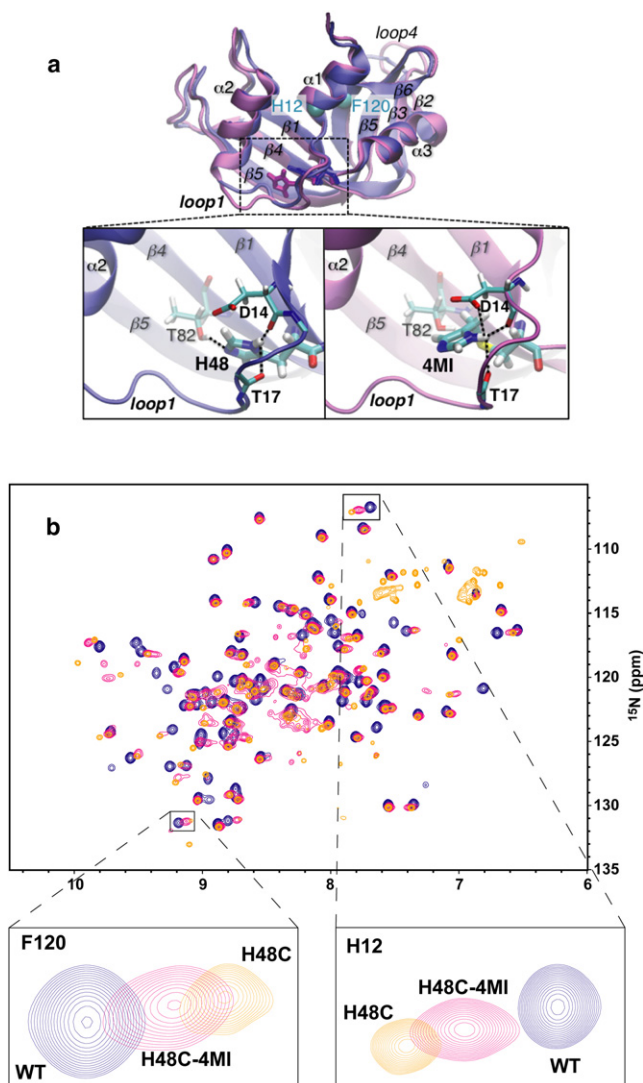 a
loop4
α2
α1
H12
F120
β6
β2
β1
β5
β3
β4
α3
β5
loop1
α2
β4
β1
D14
β5
T82
H48
T17
loop1
α2
β4
β1
D14
β5
T82
4MI
T17
loop1
b
110
115
120
125
130
135
¹⁵N (ppm)
10 9 8 7 6
F120
H48C
H48C-4MI
WT
H12
H48C-4MI
H48C
WT